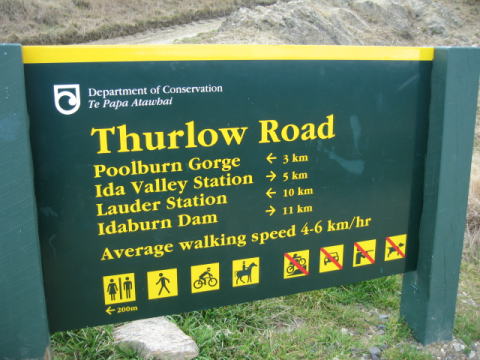 Department of Conservation
Te Papa Atawhai
Thurlow Road
Poolburn Gorge ← 3 km
Ida Valley Station → 5 km
Lauder Station ← 10 km
Idaburn Dam → 11 km
Average walking speed 4-6 km/hr
← 200m